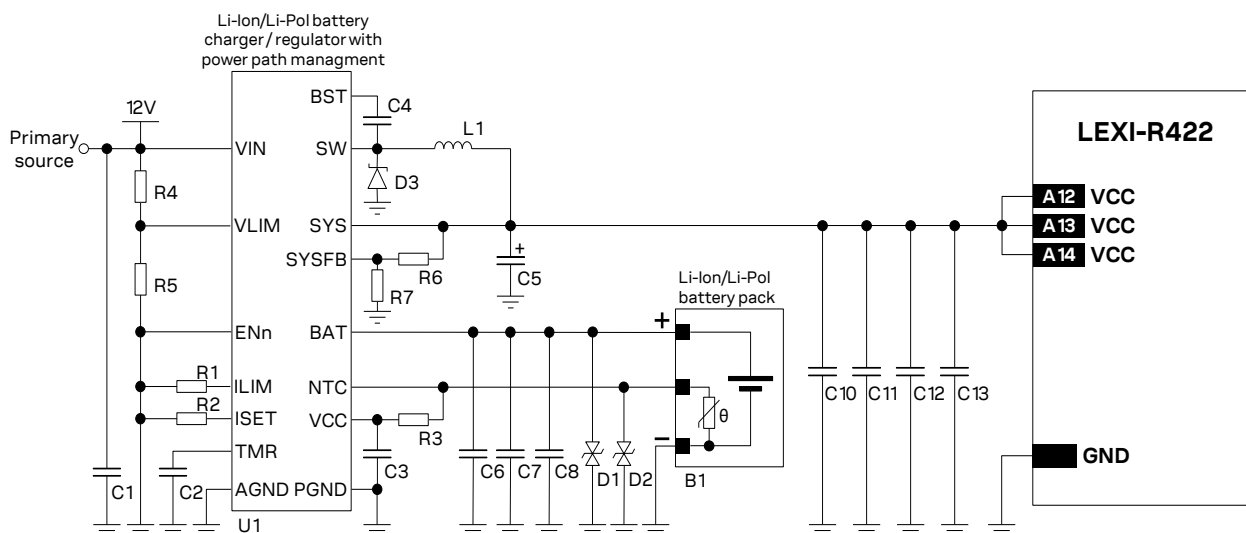 Li-Ion/Li-Pol battery
charger / regulator with
power path managment
12V
Primary
source
BST
C4
L1
VIN
SW
R4
D3
VLIM
SYS
SYSFB
R6
R5
R7
C5
+
ENn
BAT
R1
ILIM
NTC
R2
ISET
VCC
R3
TMR
C1
C2
C3
AGND
PGND
U1
C6
C7
C8
D1
D2
Li-Ion/Li-Pol
battery pack
+
θ
−
B1
C10
C11
C12
C13
LEXI-R422
A12 VCC
A13 VCC
A14 VCC
GND